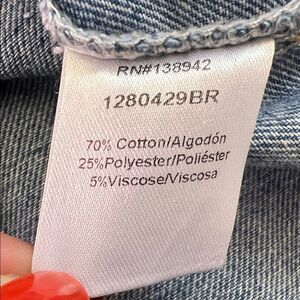 RN#138942
1280429BR
70% Cotton/Algodón
25%Polyester/Poliéster
5%Viscose/Viscosa